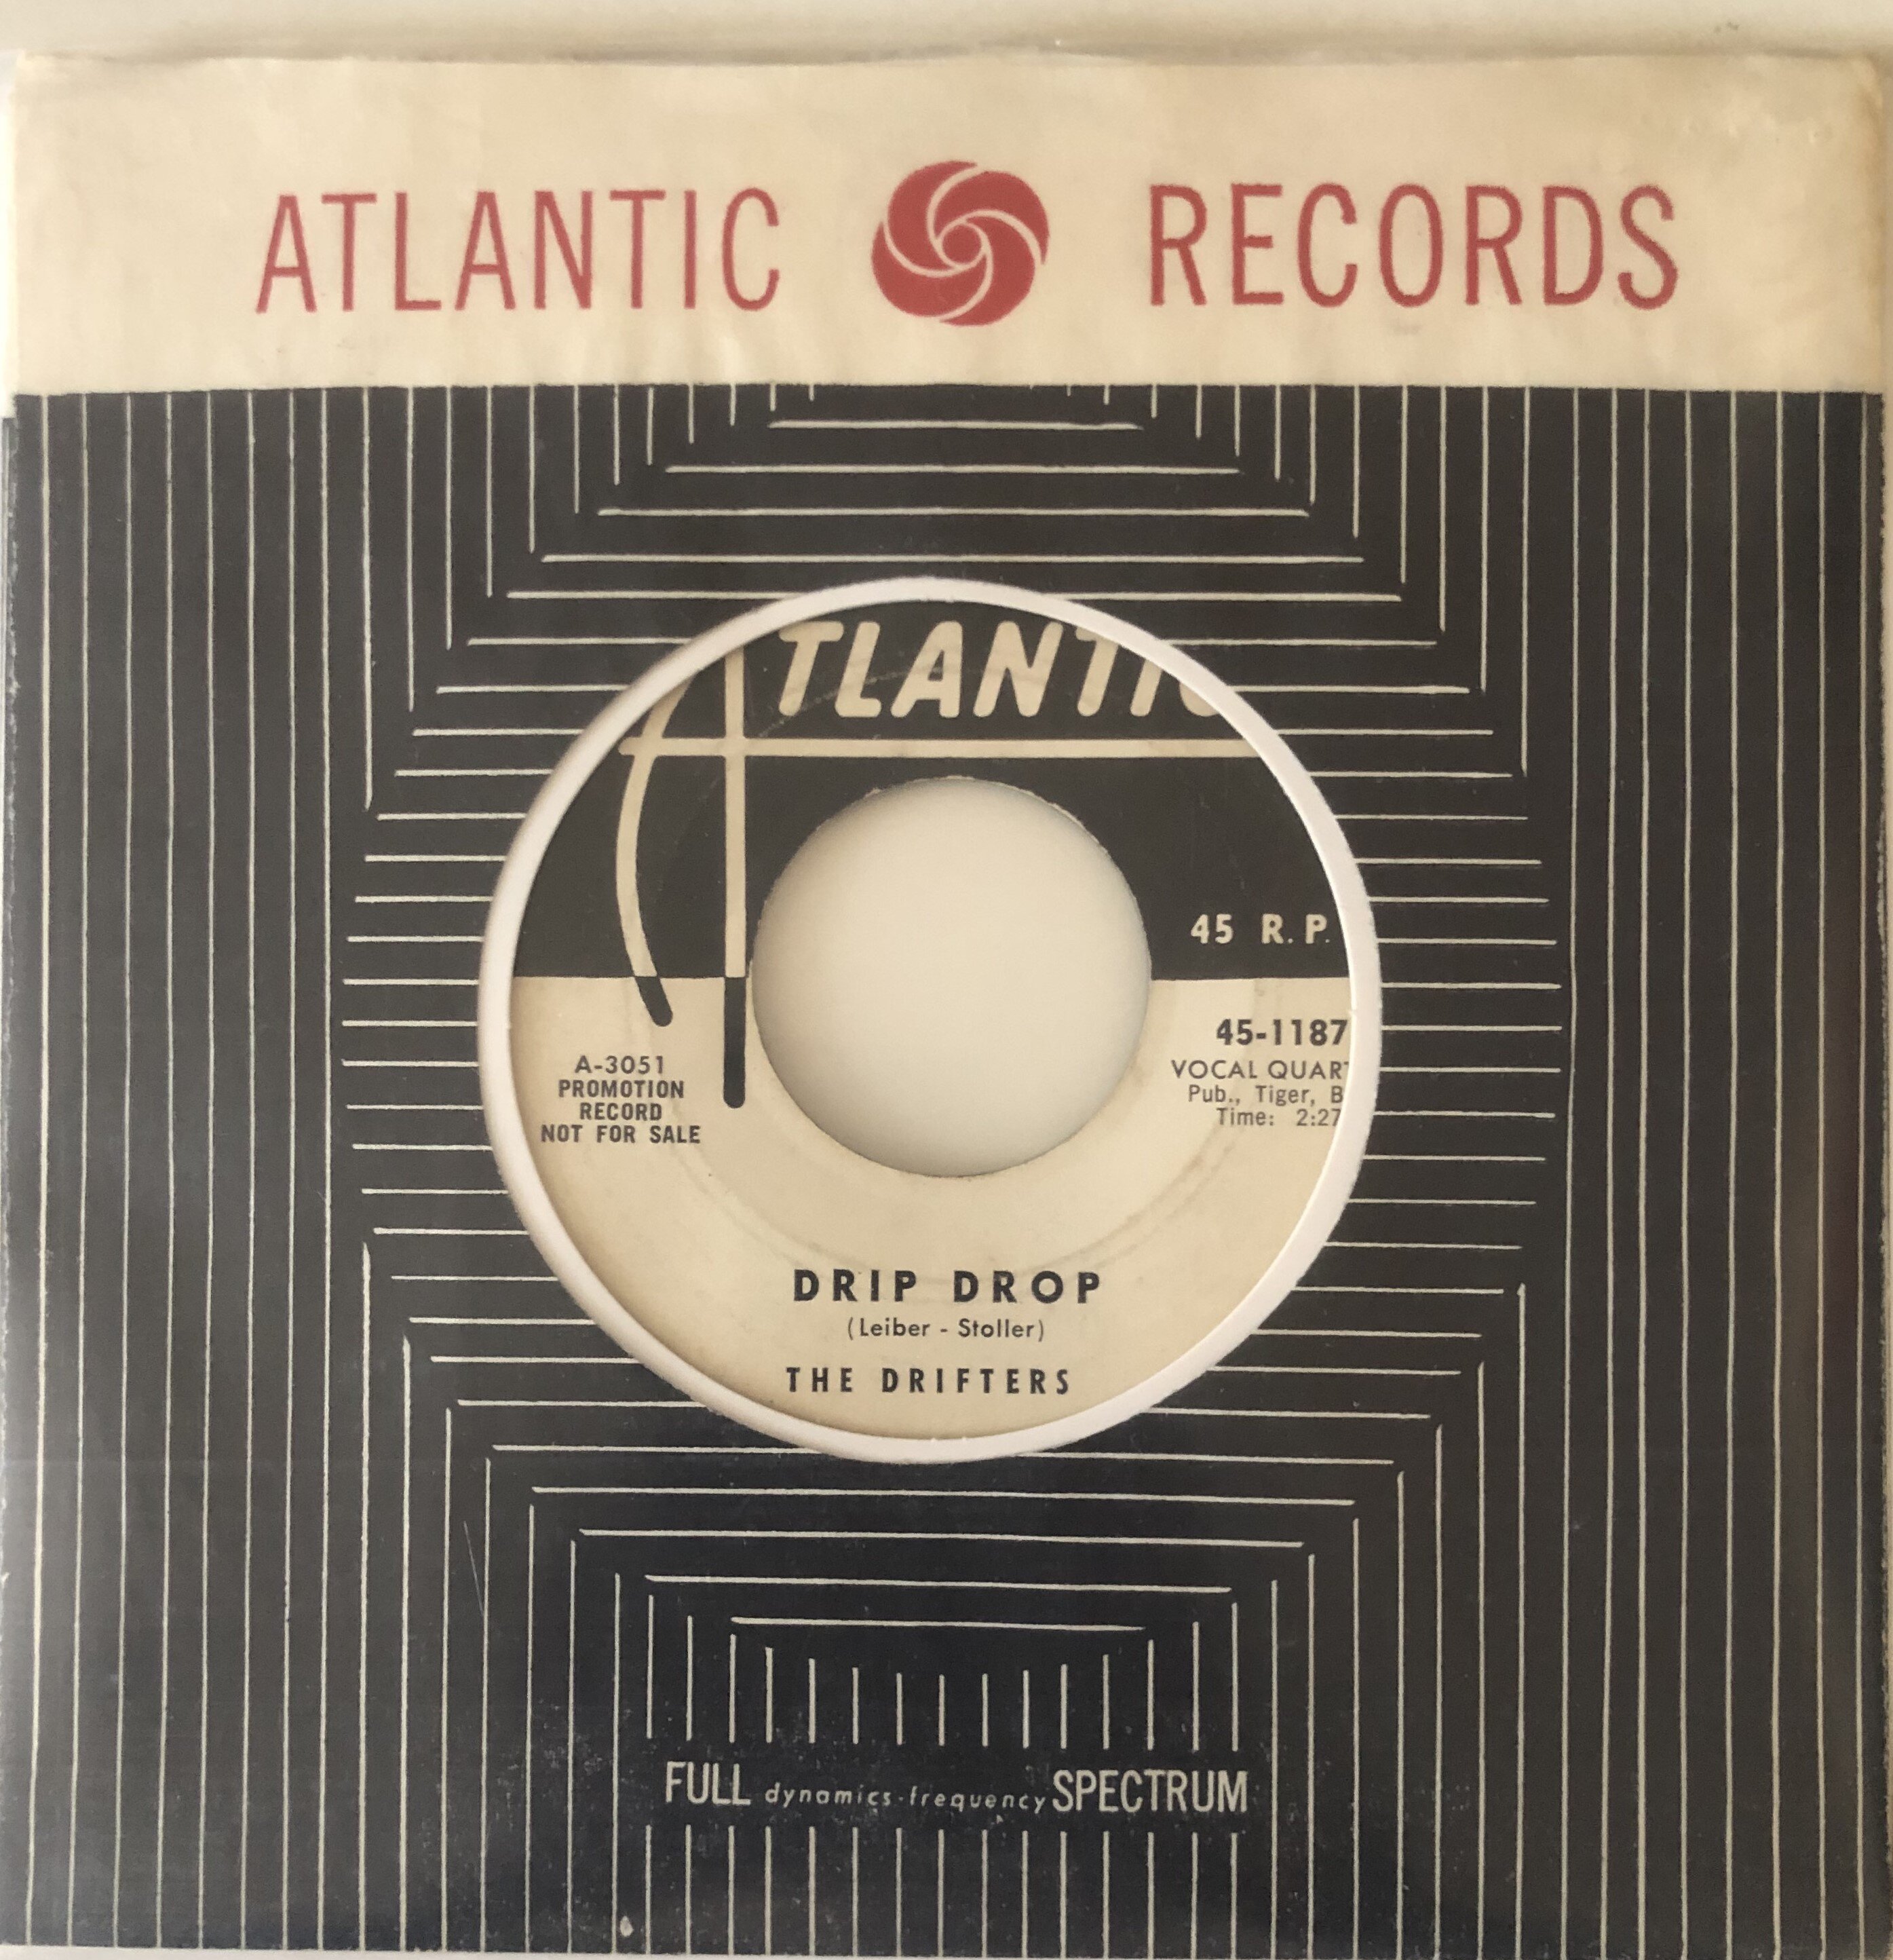 ATLANTIC RECORDS
ATLANTIC
45 R.P.
A-3051
PROMOTION
RECORD
NOT FOR SALE
45-1187
VOCAL QUART
Pub., Tiger, B
Time: 2:27
DRIP DROP
(Leiber - Stoller)
THE DRIFTERS
FULL dynamics-frequency SPECTRUM